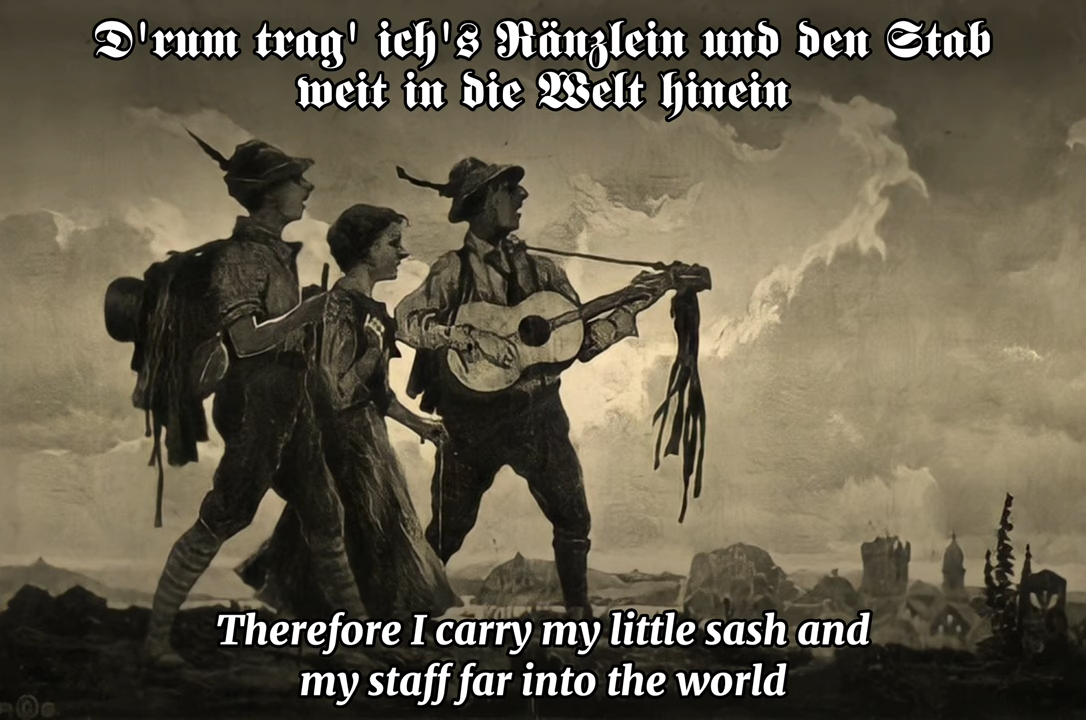 D'rum trag' ich's Ränzlein und den Stab
weit in die Welt hinein
Therefore I carry my little sash and
my staff far into the world